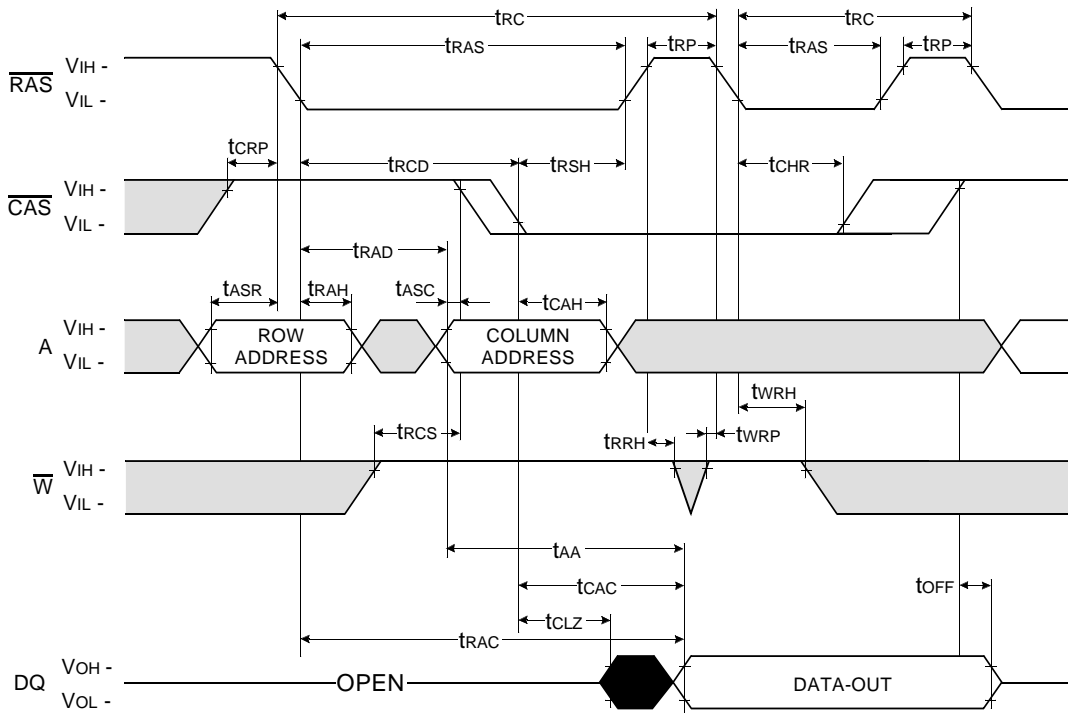 tRC tRC
tRAS tRP tRAS tRP
RAS VIH -
VIL -
tCRP tRCD tRSH tCHR
CAS VIH -
VIL -
tRAD
tASR tRAH tASC tCAH
A VIH -
VIL -
ROW
ADDRESS
COLUMN
ADDRESS
tWRH
tRCS tRRH tWRP
W VIH -
VIL -
tAA
tCAC tOFF
tCLZ
tRAC
DQ VOH -
VOL -
OPEN DATA-OUT